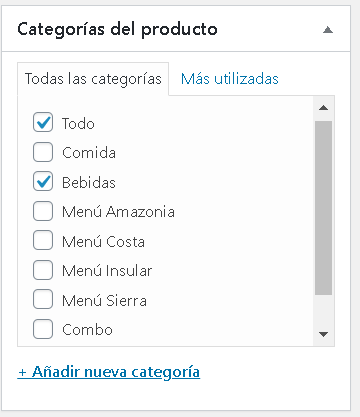 Categorías del producto
Todas las categorías
Más utilizadas
Todo
Comida
Bebidas
Menú Amazonia
Menú Costa
Menú Insular
Menú Sierra
Combo
+ Añadir nueva categoría